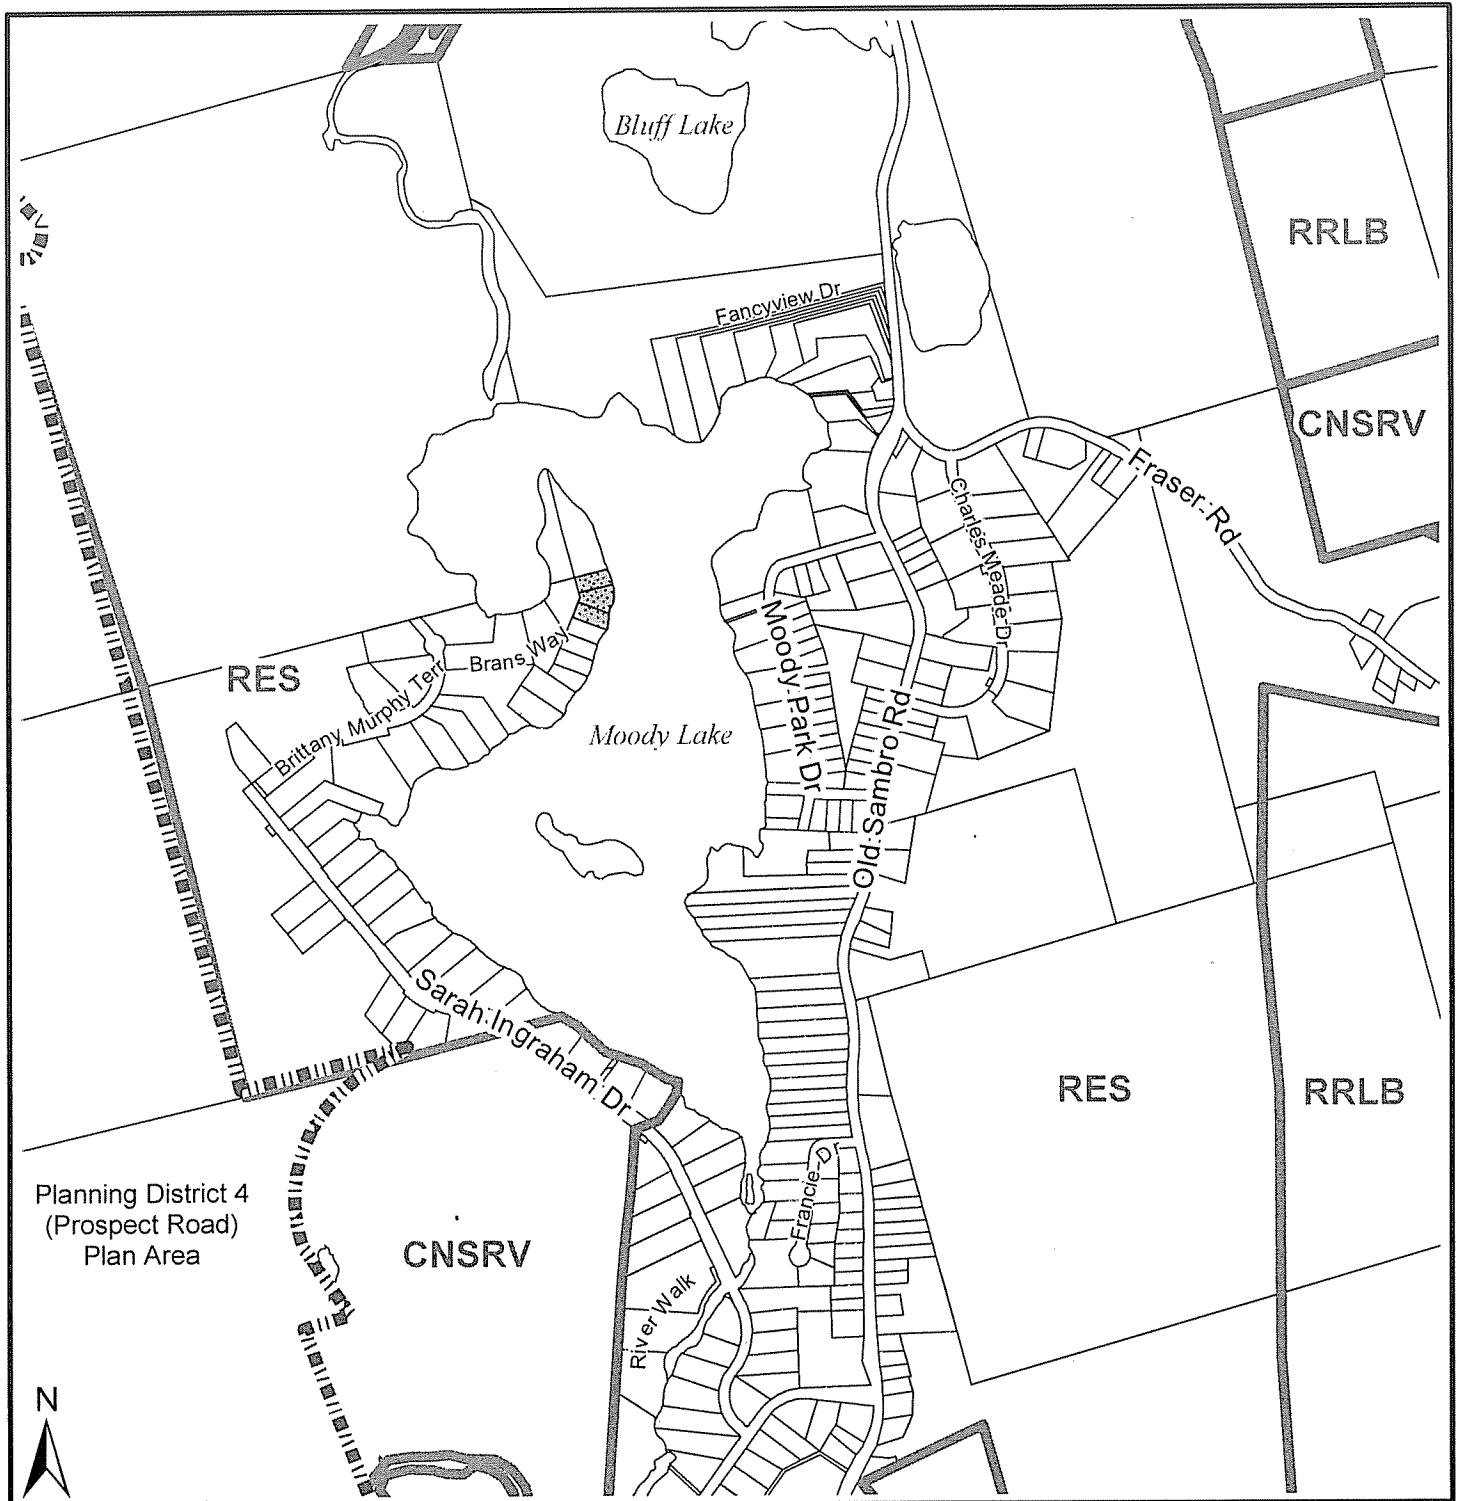 Bluff Lake
RRLB
Fancyview Dr
CNSRV
Fraser Rd
Charles Meade Dr
Moody Park Dr
Brans Way
RES
Brittany Murphy Terr
Moody Lake
Old Sambro Rd
Sarah Ingraham Dr
RES
RRLB
Francie Dr
Planning District 4
(Prospect Road)
Plan Area
CNSRV
River Walk
N